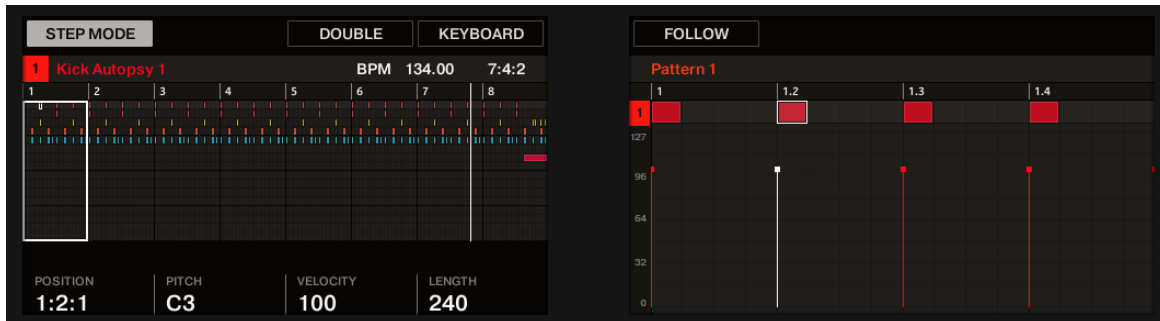 STEP MODE DOUBLE KEYBOARD
1 Kick Autopsy 1 BPM 134.00 7:4:2
1 2 3 4 5 6 7 8
POSITION PITCH VELOCITY LENGTH
1:2:1 C3 100 240
FOLLOW
Pattern 1
1 1.2 1.3 1.4
1
127
96
64
32
0